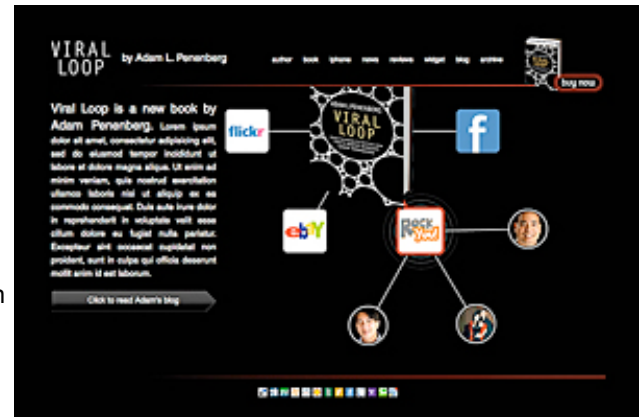 VIRAL
LOOP
by Adam L. Penenberg
author book iphone news reviews widget blog archive
buy now
Viral Loop is a new book by
Adam Penenberg. Lorem ipsum
dolor sit amet, consectetur adipisicing elit,
sed do eiusmod tempor incididunt ut
labore et dolore magna aliqua. Ut enim ad
minim veniam, quis nostrud exercitation
ullamco laboris nisi ut aliquip ex ea
commodo consequat. Duis aute irure dolor
in reprehenderit in voluptate velit esse
cillum dolore eu fugiat nulla pariatur.
Excepteur sint occaecat cupidatat non
proident, sunt in culpa qui officia deserunt
mollit anim id est laborum.
Click to read Adam's blog
flickr
ADAM L. PENENBERG
VIRAL
LOOP
f
ebY
Rock
You!
n